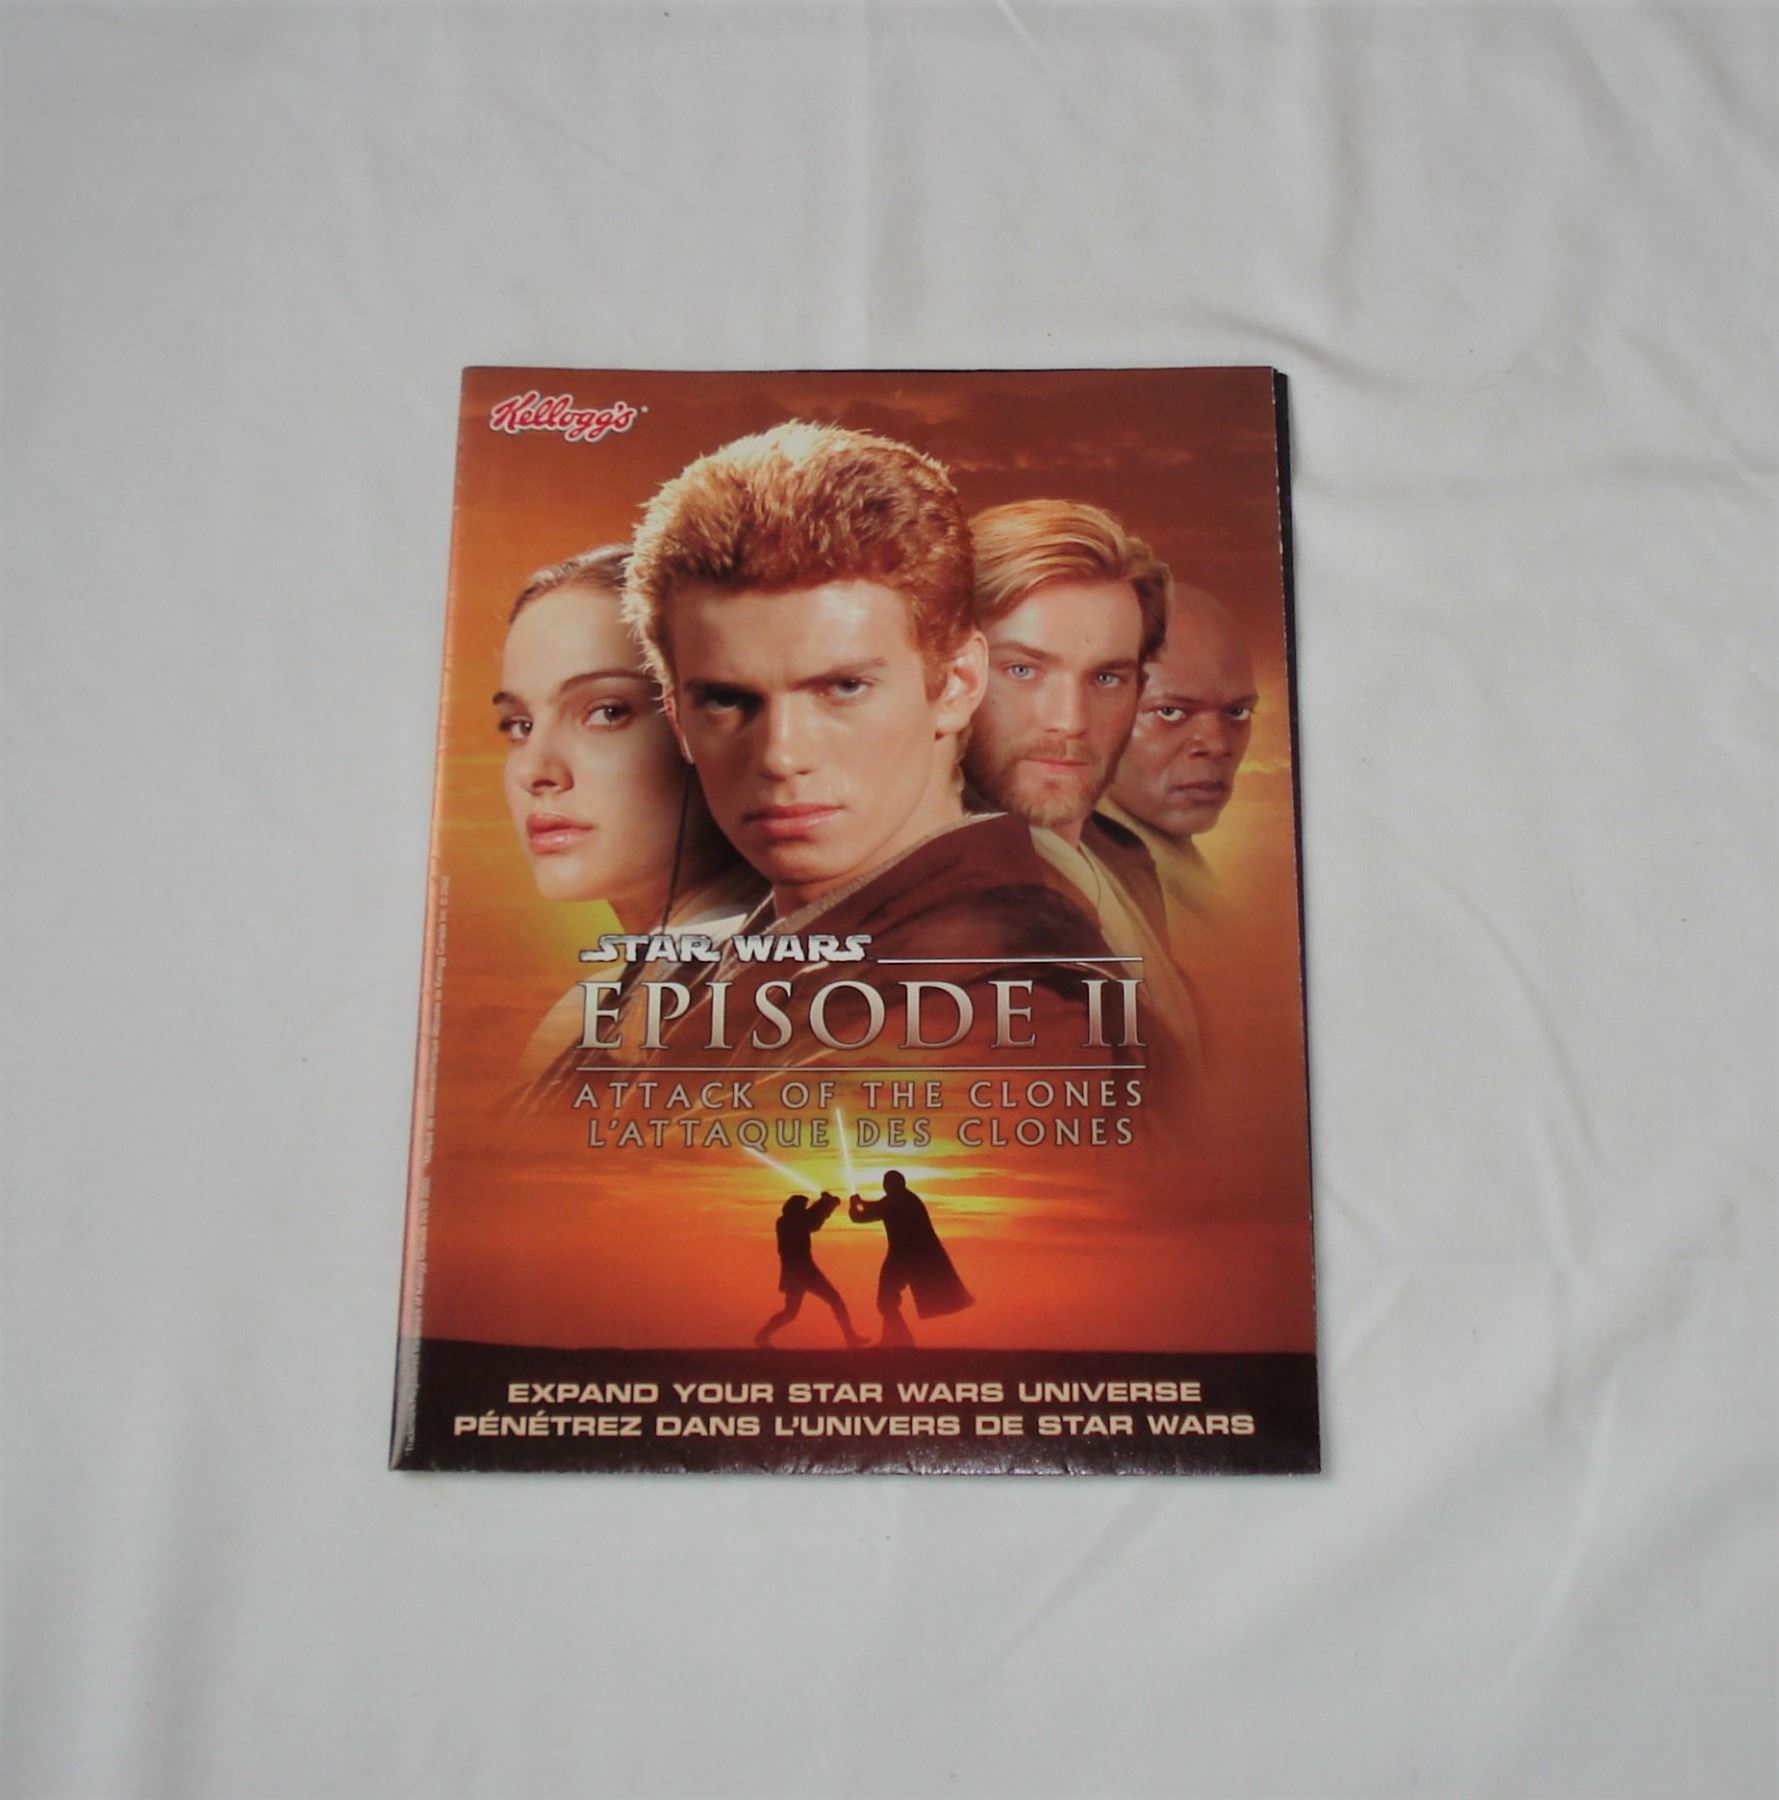 Kellogg's*
STAR WARS
EPISODE II
ATTACK OF THE CLONES
L'ATTAQUE DES CLONES
EXPAND YOUR STAR WARS UNIVERSE
PÉNÉTREZ DANS L'UNIVERS DE STAR WARS